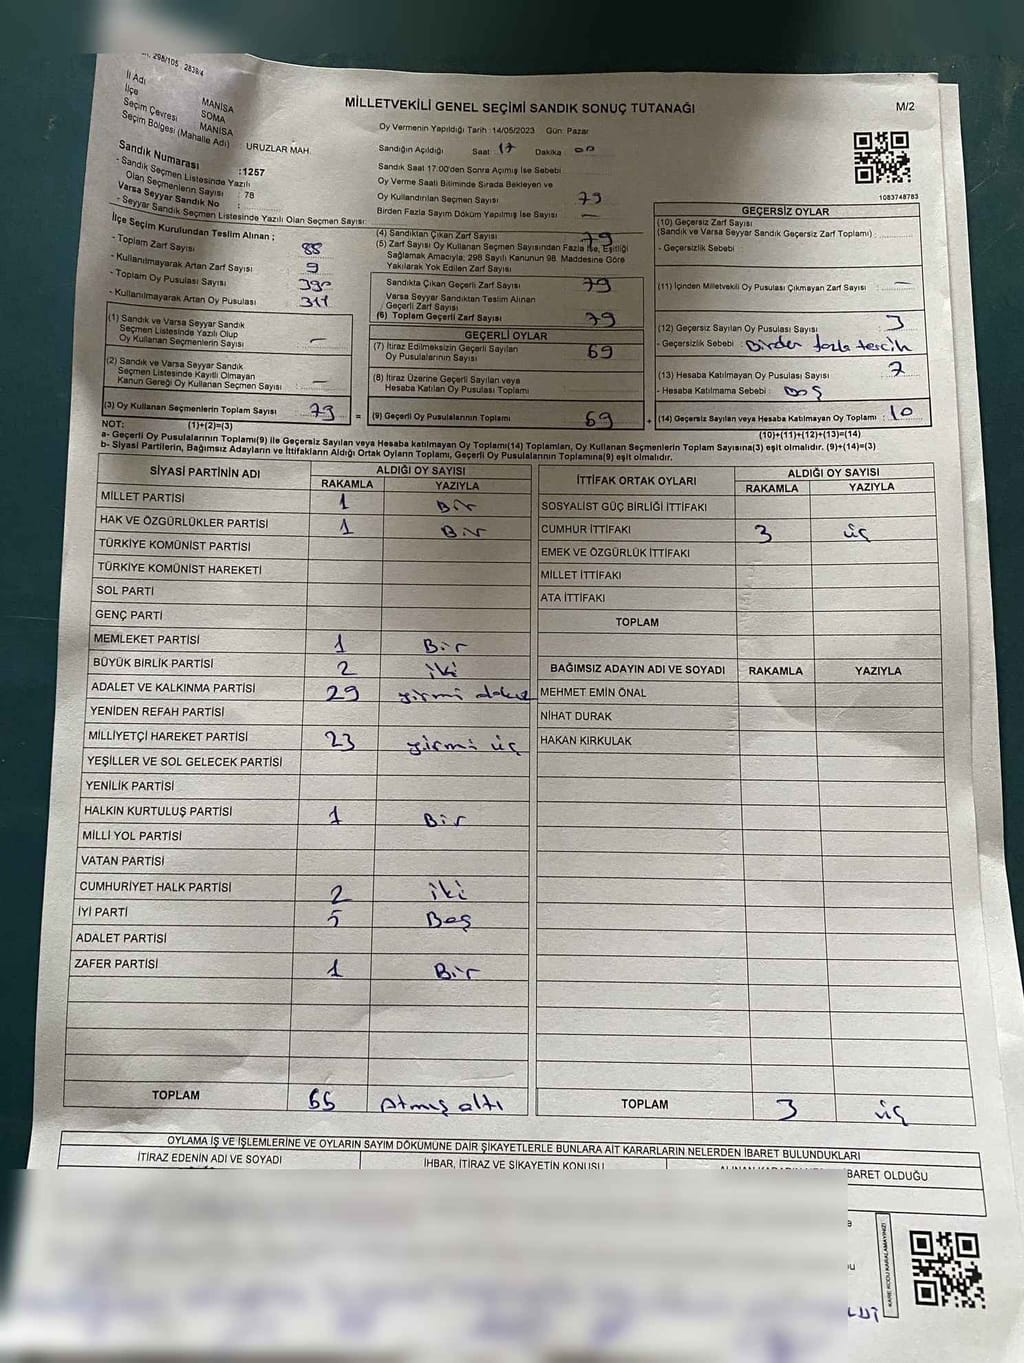 298/105 2839/4
İl Adı MANİSA
İlçe SOMA
Seçim Çevresi MANİSA
Seçim Bölgesi (Mahalle Adı) : URUZLAR MAH.
Sandık Numarası :1257
- Sandık Seçmen Listesinde Yazılı
Olan Seçmenlerin Sayısı : 78
Varsa Seyyar Sandık No :
- Seyyar Sandık Seçmen Listesinde Yazılı Olan Seçmen Sayısı:
MİLLETVEKİLİ GENEL SEÇİMİ SANDIK SONUÇ TUTANAĞI
M/2
Oy Vermenin Yapıldığı Tarih :14/05/2023 Gün: Pazar
Sandığın Açıldığı Saat 17 Dakika 00
Sandık Saat 17:00'den Sonra Açılmış İse Sebebi
Oy Verme Saati Bitiminde Sırada Bekleyen ve
Oy Kullandırılan Seçmen Sayısı 79
Birden Fazla Sayım Döküm Yapılmış İse Sayısı —
1083748783
İlçe Seçim Kurulundan Teslim Alınan ;
- Toplam Zarf Sayısı 88
- Kullanılmayarak Artan Zarf Sayısı 9
- Toplam Oy Pusulası Sayısı 390
- Kullanılmayarak Artan Oy Pusulası 311
(1) Sandık ve Varsa Seyyar Sandık
Seçmen Listesinde Yazılı Olup
Oy Kullanan Seçmenlerin Sayısı : —
(2) Sandık ve Varsa Seyyar Sandık
Seçmen Listesinde Kayıtlı Olmayan
Kanun Gereği Oy Kullanan Seçmen Sayısı : —
(3) Oy Kullanan Seçmenlerin Toplam Sayısı : 79
(4) Sandıktan Çıkan Zarf Sayısı 79
(5) Zarf Sayısı Oy Kullanan Seçmen Sayısından Fazla İse, Eşitliği
Sağlamak Amacıyla; 298 Sayılı Kanunun 98. Maddesine Göre
Yakılarak Yok Edilen Zarf Sayısı
Sandıkta Çıkan Geçerli Zarf Sayısı 79
Varsa Seyyar Sandıktan Teslim Alınan
Geçerli Zarf Sayısı
(6) Toplam Geçerli Zarf Sayısı 79
GEÇERLİ OYLAR
(7) İtiraz Edilmeksizin Geçerli Sayılan
Oy Pusulalarının Sayısı 69
(8) İtiraz Üzerine Geçerli Sayılan veya
Hesaba Katılan Oy Pusulası Toplamı
= (9) Geçerli Oy Pusulalarının Toplamı 69
GEÇERSİZ OYLAR
(10) Geçersiz Zarf Sayısı
(Sandık ve Varsa Seyyar Sandık Geçersiz Zarf Toplamı) :
- Geçersizlik Sebebi :
(11) İçinden Milletvekili Oy Pusulası Çıkmayan Zarf Sayısı —
(12) Geçersiz Sayılan Oy Pusulası Sayısı : 3
- Geçersizlik Sebebi : Birden fazla tercih
(13) Hesaba Katılmayan Oy Pusulası Sayısı : 7
- Hesaba Katılmama Sebebi : Boş
+ (14) Geçersiz Sayılan veya Hesaba Katılmayan Oy Toplamı : 10
NOT: (1)+(2)=(3) (10)+(11)+(12)+(13)=(14)
a- Geçerli Oy Pusulalarının Toplamı(9) ile Geçersiz Sayılan veya Hesaba katılmayan Oy Toplamı(14) Toplamları, Oy Kullanan Seçmenlerin Toplam Sayısına(3) eşit olmalıdır. (9)+(14)=(3)
b- Siyasi Partilerin, Bağımsız Adayların ve İttifakların Aldığı Ortak Oyların Toplamı, Geçerli Oy Pusulalarının Toplamına(9) eşit olmalıdır.
SİYASİ PARTİNİN ADI ALDIĞI OY SAYISI
RAKAMLA YAZIYLA
MİLLET PARTİSİ 1 Bir
HAK VE ÖZGÜRLÜKLER PARTİSİ 1 Bir
TÜRKİYE KOMÜNİST PARTİSİ
TÜRKİYE KOMÜNİST HAREKETİ
SOL PARTİ
GENÇ PARTİ
MEMLEKET PARTİSİ 1 Bir
BÜYÜK BİRLİK PARTİSİ 2 iki
ADALET VE KALKINMA PARTİSİ 29 yirmi dokuz
YENİDEN REFAH PARTİSİ
MİLLİYETÇİ HAREKET PARTİSİ 23 yirmi üç
YEŞİLLER VE SOL GELECEK PARTİSİ
YENİLİK PARTİSİ
HALKIN KURTULUŞ PARTİSİ 1 Bir
MİLLİ YOL PARTİSİ
VATAN PARTİSİ
CUMHURİYET HALK PARTİSİ 2 iki
İYİ PARTİ 5 Beş
ADALET PARTİSİ
ZAFER PARTİSİ 1 Bir
TOPLAM 66 Atmış altı
İTTİFAK ORTAK OYLARI ALDIĞI OY SAYISI
RAKAMLA YAZIYLA
SOSYALİST GÜÇ BİRLİĞİ İTTİFAKI
CUMHUR İTTİFAKI 3 üç
EMEK VE ÖZGÜRLÜK İTTİFAKI
MİLLET İTTİFAKI
ATA İTTİFAKI
TOPLAM
BAĞIMSIZ ADAYIN ADI VE SOYADI RAKAMLA YAZIYLA
MEHMET EMİN ÖNAL
NİHAT DURAK
HAKAN KIRKULAK
TOPLAM 3 üç
OYLAMA İŞ VE İŞLEMLERİNE VE OYLARIN SAYIM DÖKÜMÜNE DAİR ŞİKAYETLERLE BUNLARA AİT KARARLARIN NELERDEN İBARET BULUNDUKLARI
İTİRAZ EDENİN ADI VE SOYADI İHBAR, İTİRAZ VE ŞİKAYETİN KONUSU İBARET OLDUĞU
KARE KODU KARALAMAYINIZ!